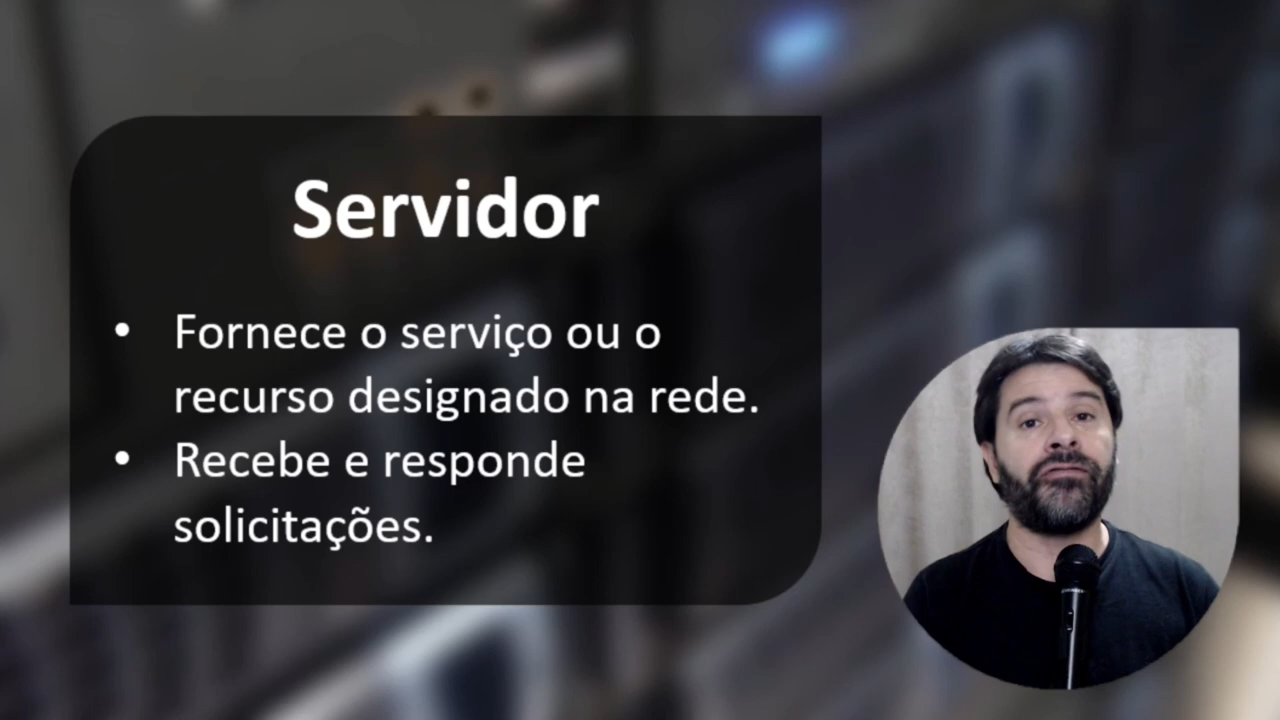 Servidor
• Fornece o serviço ou o
recurso designado na rede.
• Recebe e responde
solicitações.